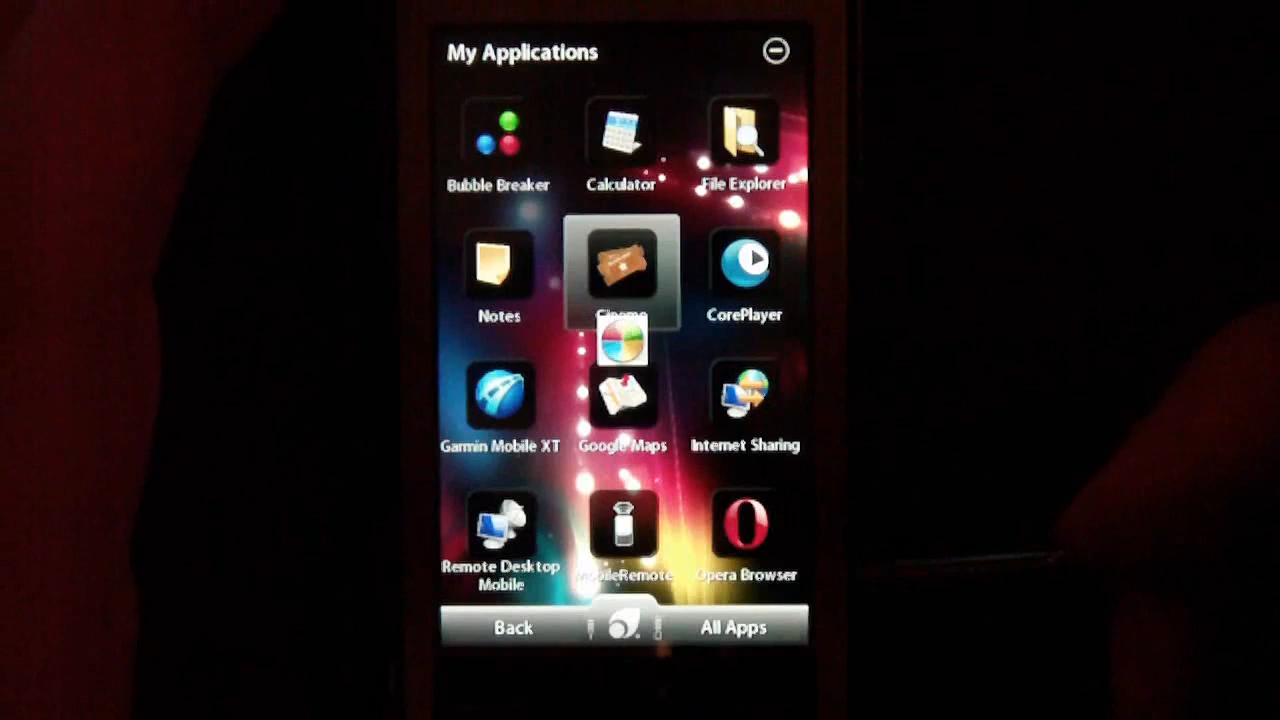 My Applications
Bubble Breaker
Calculator
File Explorer
Notes
Cinema
CorePlayer
Garmin Mobile XT
Google Maps
Internet Sharing
Remote Desktop
Mobile
MobileRemote
Opera Browser
Back
All Apps